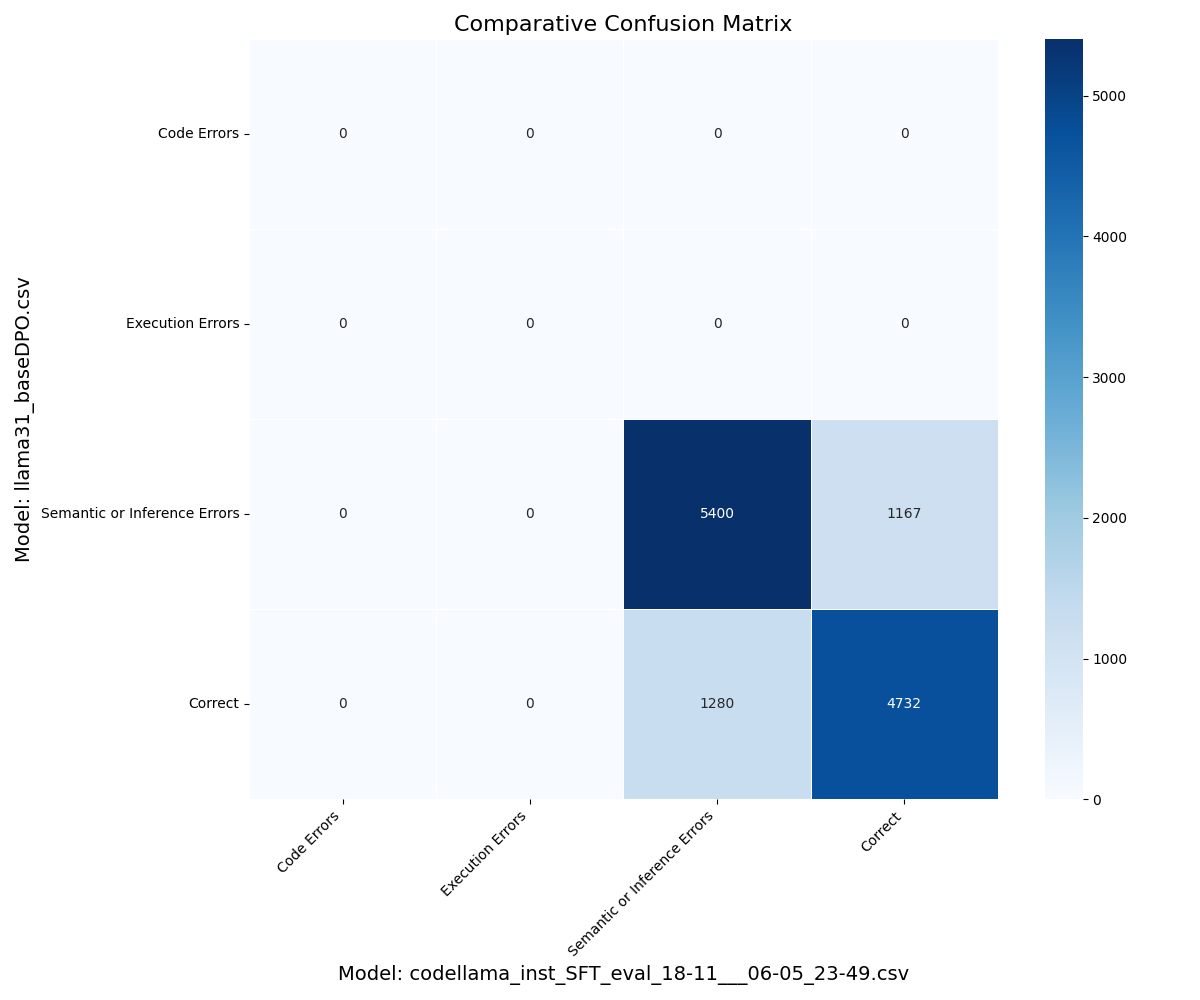 Comparative Confusion Matrix
Model: llama31_baseDPO.csv
Code Errors
0 0 0 0
Execution Errors
0 0 0 0
Semantic or Inference Errors
0 0 5400 1167
Correct
0 0 1280 4732
Code Errors
Execution Errors
Semantic or Inference Errors
Correct
Model: codellama_inst_SFT_eval_18-11___06-05_23-49.csv
5000
4000
3000
2000
1000
0